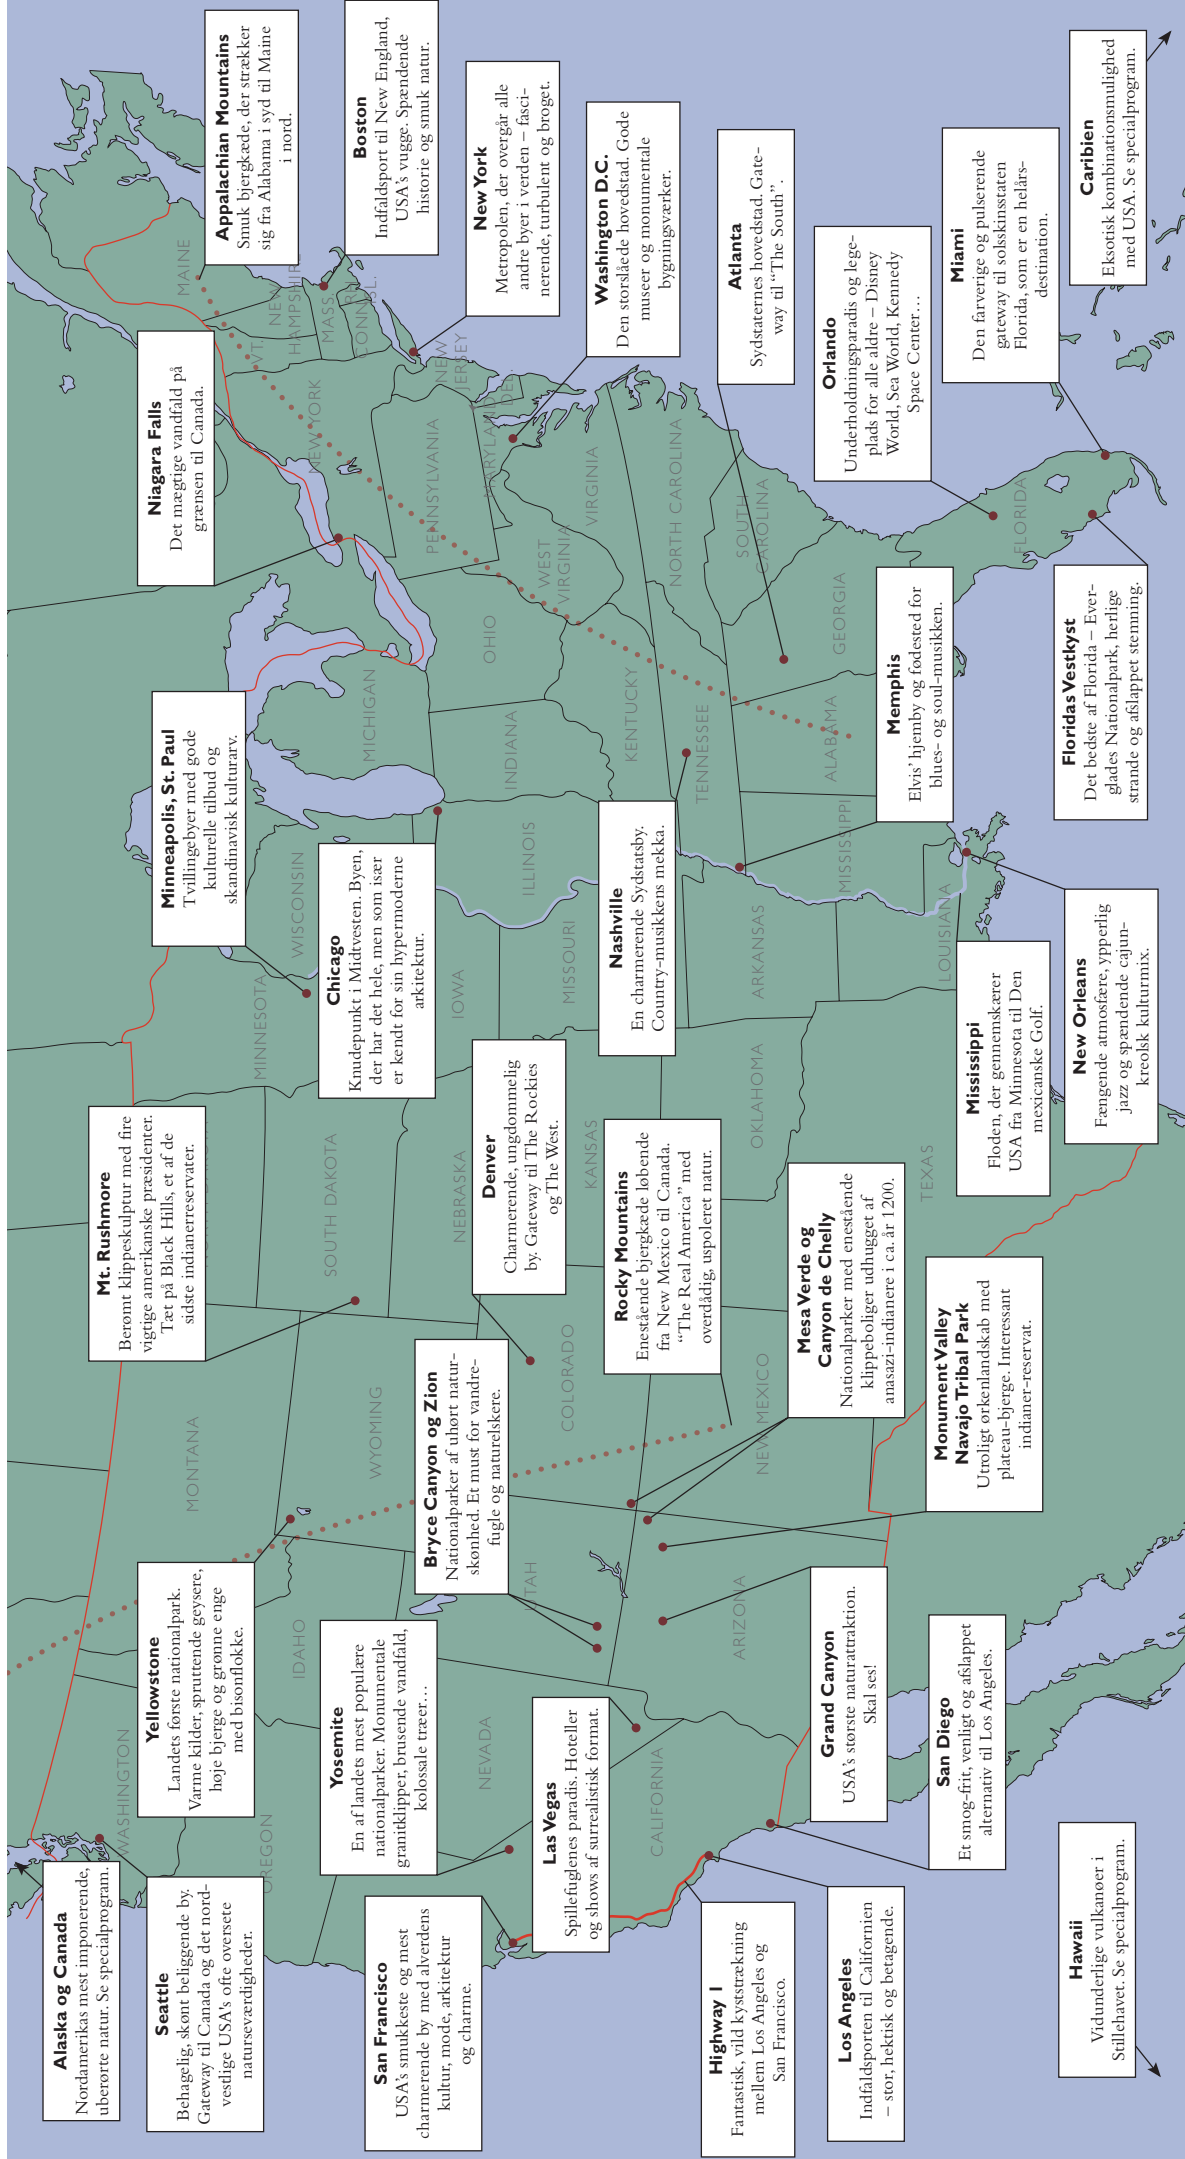 Alaska og Canada
Nordamerikas mest imponerende,
uberørte natur. Se specialprogram.
Seattle
Behagelig, skønt beliggende by.
Gateway til Canada og det nord-
vestlige USA's ofte oversete
naturseværdigheder.
San Francisco
USA's smukkeste og mest
charmerende by med alverdens
kultur, mode, arkitektur
og charme.
Highway 1
Fantastisk, vild kyststrækning
mellem Los Angeles og
San Francisco.
Los Angeles
Indfaldsporten til Californien
– stor, hektisk og betagende.
Hawaii
Vidunderlige vulkanøer i
Stillehavet. Se specialprogram.
Yellowstone
Landets første nationalpark.
Varme kilder, spruttende geysere,
høje bjerge og grønne enge
med bisonflokke.
Yosemite
En af landets mest populære
nationalparker. Monumentale
granitklipper, brusende vandfald,
kolossale træer…
Las Vegas
Spillefuglenes paradis. Hoteller
og shows af surrealistisk format.
Grand Canyon
USA's største naturattraktion.
Skal ses!
San Diego
Et smog-frit, venligt og afslappet
alternativ til Los Angeles.
Bryce Canyon og Zion
Nationalparker af uhørt natur-
skønhed. Et must for vandre-
fugle og naturelskere.
Mt. Rushmore
Berømt klippeskulptur med fire
vigtige amerikanske præsidenter.
Tæt på Black Hills, et af de
sidste indianerreservater.
Denver
Charmerende, ungdommelig
by. Gateway til The Rockies
og The West.
Rocky Mountains
Enestående bjergkæde løbende
fra New Mexico til Canada.
“The Real America” med
overdådig, uspoleret natur.
Mesa Verde og
Canyon de Chelly
Nationalparker med enestående
klippeboliger udhugget af
anasazi-indianere i ca. år 1200.
Monument Valley
Navajo Tribal Park
Utroligt ørkenlandskab med
plateau-bjerge. Interessant
indianer-reservat.
Minneapolis, St. Paul
Tvillingebyer med gode
kulturelle tilbud og
skandinavisk kulturarv.
Chicago
Knudepunkt i Midtvesten. Byen,
der har det hele, men som især
er kendt for sin hypermoderne
arkitektur.
Nashville
En charmerende Sydstatsby.
Country-musikkens mekka.
Mississippi
Floden, der gennemskærer
USA fra Minnesota til Den
mexicanske Golf.
New Orleans
Fængende atmosfære, ypperlig
jazz og spændende cajun-
kreolsk kulturmix.
Niagara Falls
Det mægtige vandfald på
grænsen til Canada.
Memphis
Elvis' hjemby og fødested for
blues- og soul-musikken.
Floridas Vestkyst
Det bedste af Florida – Ever-
glades Nationalpark, herlige
strande og afslappet stemning.
Appalachian Mountains
Smuk bjergkæde, der strækker
sig fra Alabama i syd til Maine
i nord.
Boston
Indfaldsport til New England,
USA's vugge. Spændende
historie og smuk natur.
New York
Metropolen, der overgår alle
andre byer i verden – fasci-
nerende, turbulent og broget.
Washington D.C.
Den storslåede hovedstad. Gode
museer og monumentale
bygningsværker.
Atlanta
Sydstaternes hovedstad. Gate-
way til “The South”.
Orlando
Underholdningsparadis og lege-
plads for alle aldre – Disney
World, Sea World, Kennedy
Space Center…
Miami
Den farverige og pulserende
gateway til solskinsstaten
Florida, som er en helårs-
destination.
Caribien
Eksotisk kombinationsmulighed
med USA. Se specialprogram.
WASHINGTON
OREGON
IDAHO
NEVADA
CALIFORNIA
MONTANA
WYOMING
UTAH
ARIZONA
COLORADO
NEW MEXICO
SOUTH DAKOTA
NEBRASKA
KANSAS
OKLAHOMA
TEXAS
MINNESOTA
IOWA
MISSOURI
ARKANSAS
LOUISIANA
WISCONSIN
ILLINOIS
MISSISSIPPI
MICHIGAN
INDIANA
KENTUCKY
TENNESSEE
ALABAMA
OHIO
WEST
VIRGINIA
VIRGINIA
NORTH CAROLINA
SOUTH
CAROLINA
GEORGIA
FLORIDA
PENNSYLVANIA
MARYLAND
DEL.
NEW
JERSEY
NEW YORK
CONN.
ISL.
MASS.
VT.
NEW
HAMPSHIRE
MAINE